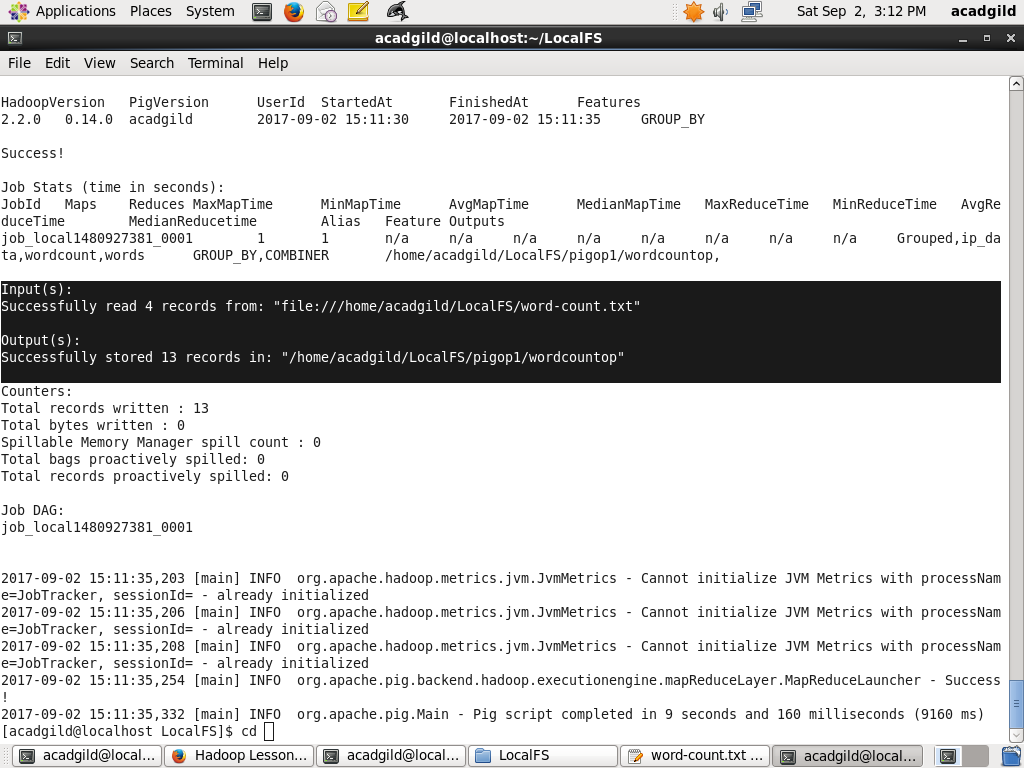 Applications Places System Sat Sep 2, 3:12 PM acadgild
acadgild@localhost:~/LocalFS
File Edit View Search Terminal Help
HadoopVersion PigVersion UserId StartedAt FinishedAt Features
2.2.0 0.14.0 acadgild 2017-09-02 15:11:30 2017-09-02 15:11:35 GROUP_BY
Success!
Job Stats (time in seconds):
JobId Maps Reduces MaxMapTime MinMapTime AvgMapTime MedianMapTime MaxReduceTime MinReduceTime AvgRe
duceTime MedianReducetime Alias Feature Outputs
job_local1480927381_0001 1 1 n/a n/a n/a n/a n/a n/a n/a n/a Grouped,ip_da
ta,wordcount,words GROUP_BY,COMBINER /home/acadgild/LocalFS/pigop1/wordcountop,
Input(s):
Successfully read 4 records from: "file:///home/acadgild/LocalFS/word-count.txt"
Output(s):
Successfully stored 13 records in: "/home/acadgild/LocalFS/pigop1/wordcountop"
Counters:
Total records written : 13
Total bytes written : 0
Spillable Memory Manager spill count : 0
Total bags proactively spilled: 0
Total records proactively spilled: 0
Job DAG:
job_local1480927381_0001
2017-09-02 15:11:35,203 [main] INFO  org.apache.hadoop.metrics.jvm.JvmMetrics - Cannot initialize JVM Metrics with processNam
e=JobTracker, sessionId= - already initialized
2017-09-02 15:11:35,206 [main] INFO  org.apache.hadoop.metrics.jvm.JvmMetrics - Cannot initialize JVM Metrics with processNam
e=JobTracker, sessionId= - already initialized
2017-09-02 15:11:35,208 [main] INFO  org.apache.hadoop.metrics.jvm.JvmMetrics - Cannot initialize JVM Metrics with processNam
e=JobTracker, sessionId= - already initialized
2017-09-02 15:11:35,254 [main] INFO  org.apache.pig.backend.hadoop.executionengine.mapReduceLayer.MapReduceLauncher - Success
!
2017-09-02 15:11:35,332 [main] INFO  org.apache.pig.Main - Pig script completed in 9 seconds and 160 milliseconds (9160 ms)
[acadgild@localhost LocalFS]$ cd
acadgild@local... Hadoop Lesson... acadgild@local... LocalFS word-count.txt ... acadgild@local...